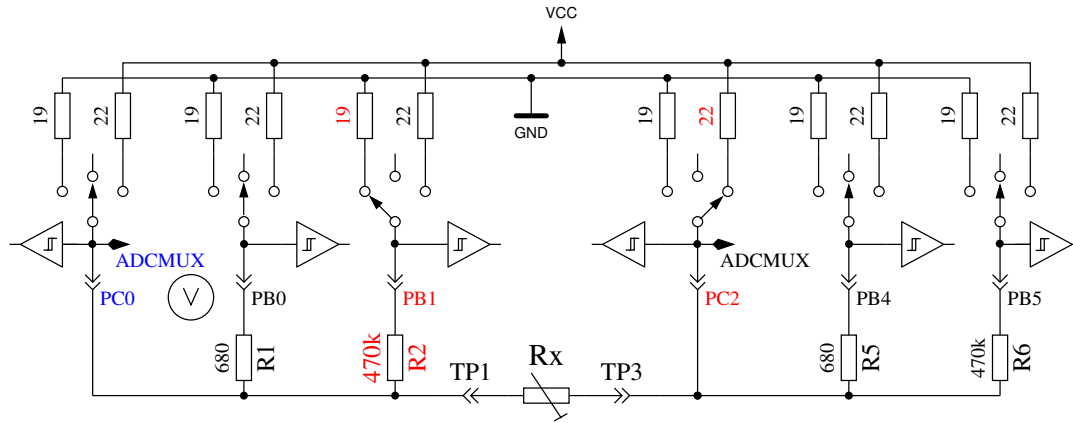 VCC
19
22
19
22
19
22
GND
19
22
19
22
19
22
ADCMUX
ADCMUX
PC0
V
PB0
PB1
PC2
PB4
PB5
680
R1
470k
R2
TP1
Rx
TP3
680
R5
470k
R6